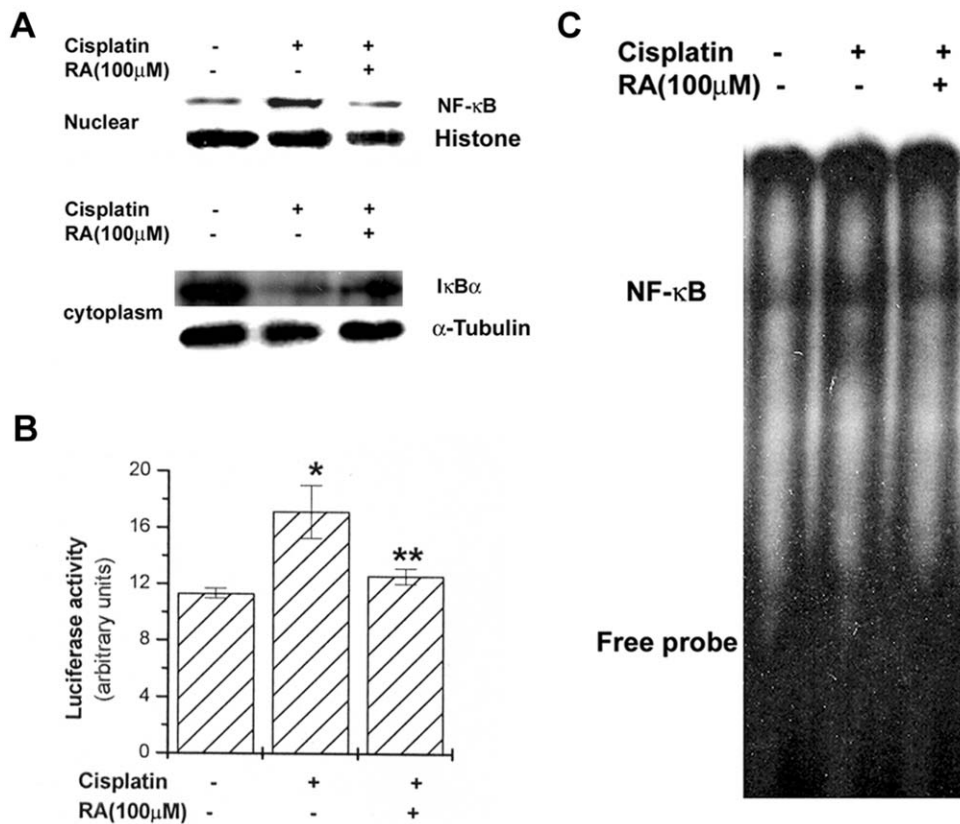 A
Cisplatin - + +
RA(100μM) - - +
Nuclear
NF-κB
Histone
Cisplatin - + +
RA(100μM) - - +
cytoplasm
IκBα
α-Tubulin
B
Luciferase activity
(arbitrary units)
20
16
12
8
4
0
*
**
Cisplatin - + +
RA(100μM) - - +
C
Cisplatin - + +
RA(100μM) - - +
NF-κB
Free probe